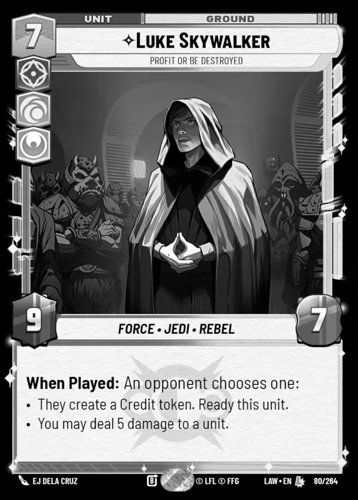 UNIT
GROUND
7
✧LUKE SKYWALKER
PROFIT OR BE DESTROYED
9
FORCE • JEDI • REBEL
7
When Played: An opponent chooses one:
• They create a Credit token. Ready this unit.
• You may deal 5 damage to a unit.
EJ DELA CRUZ
B
© LFL © FFG
LAW • EN
80/264